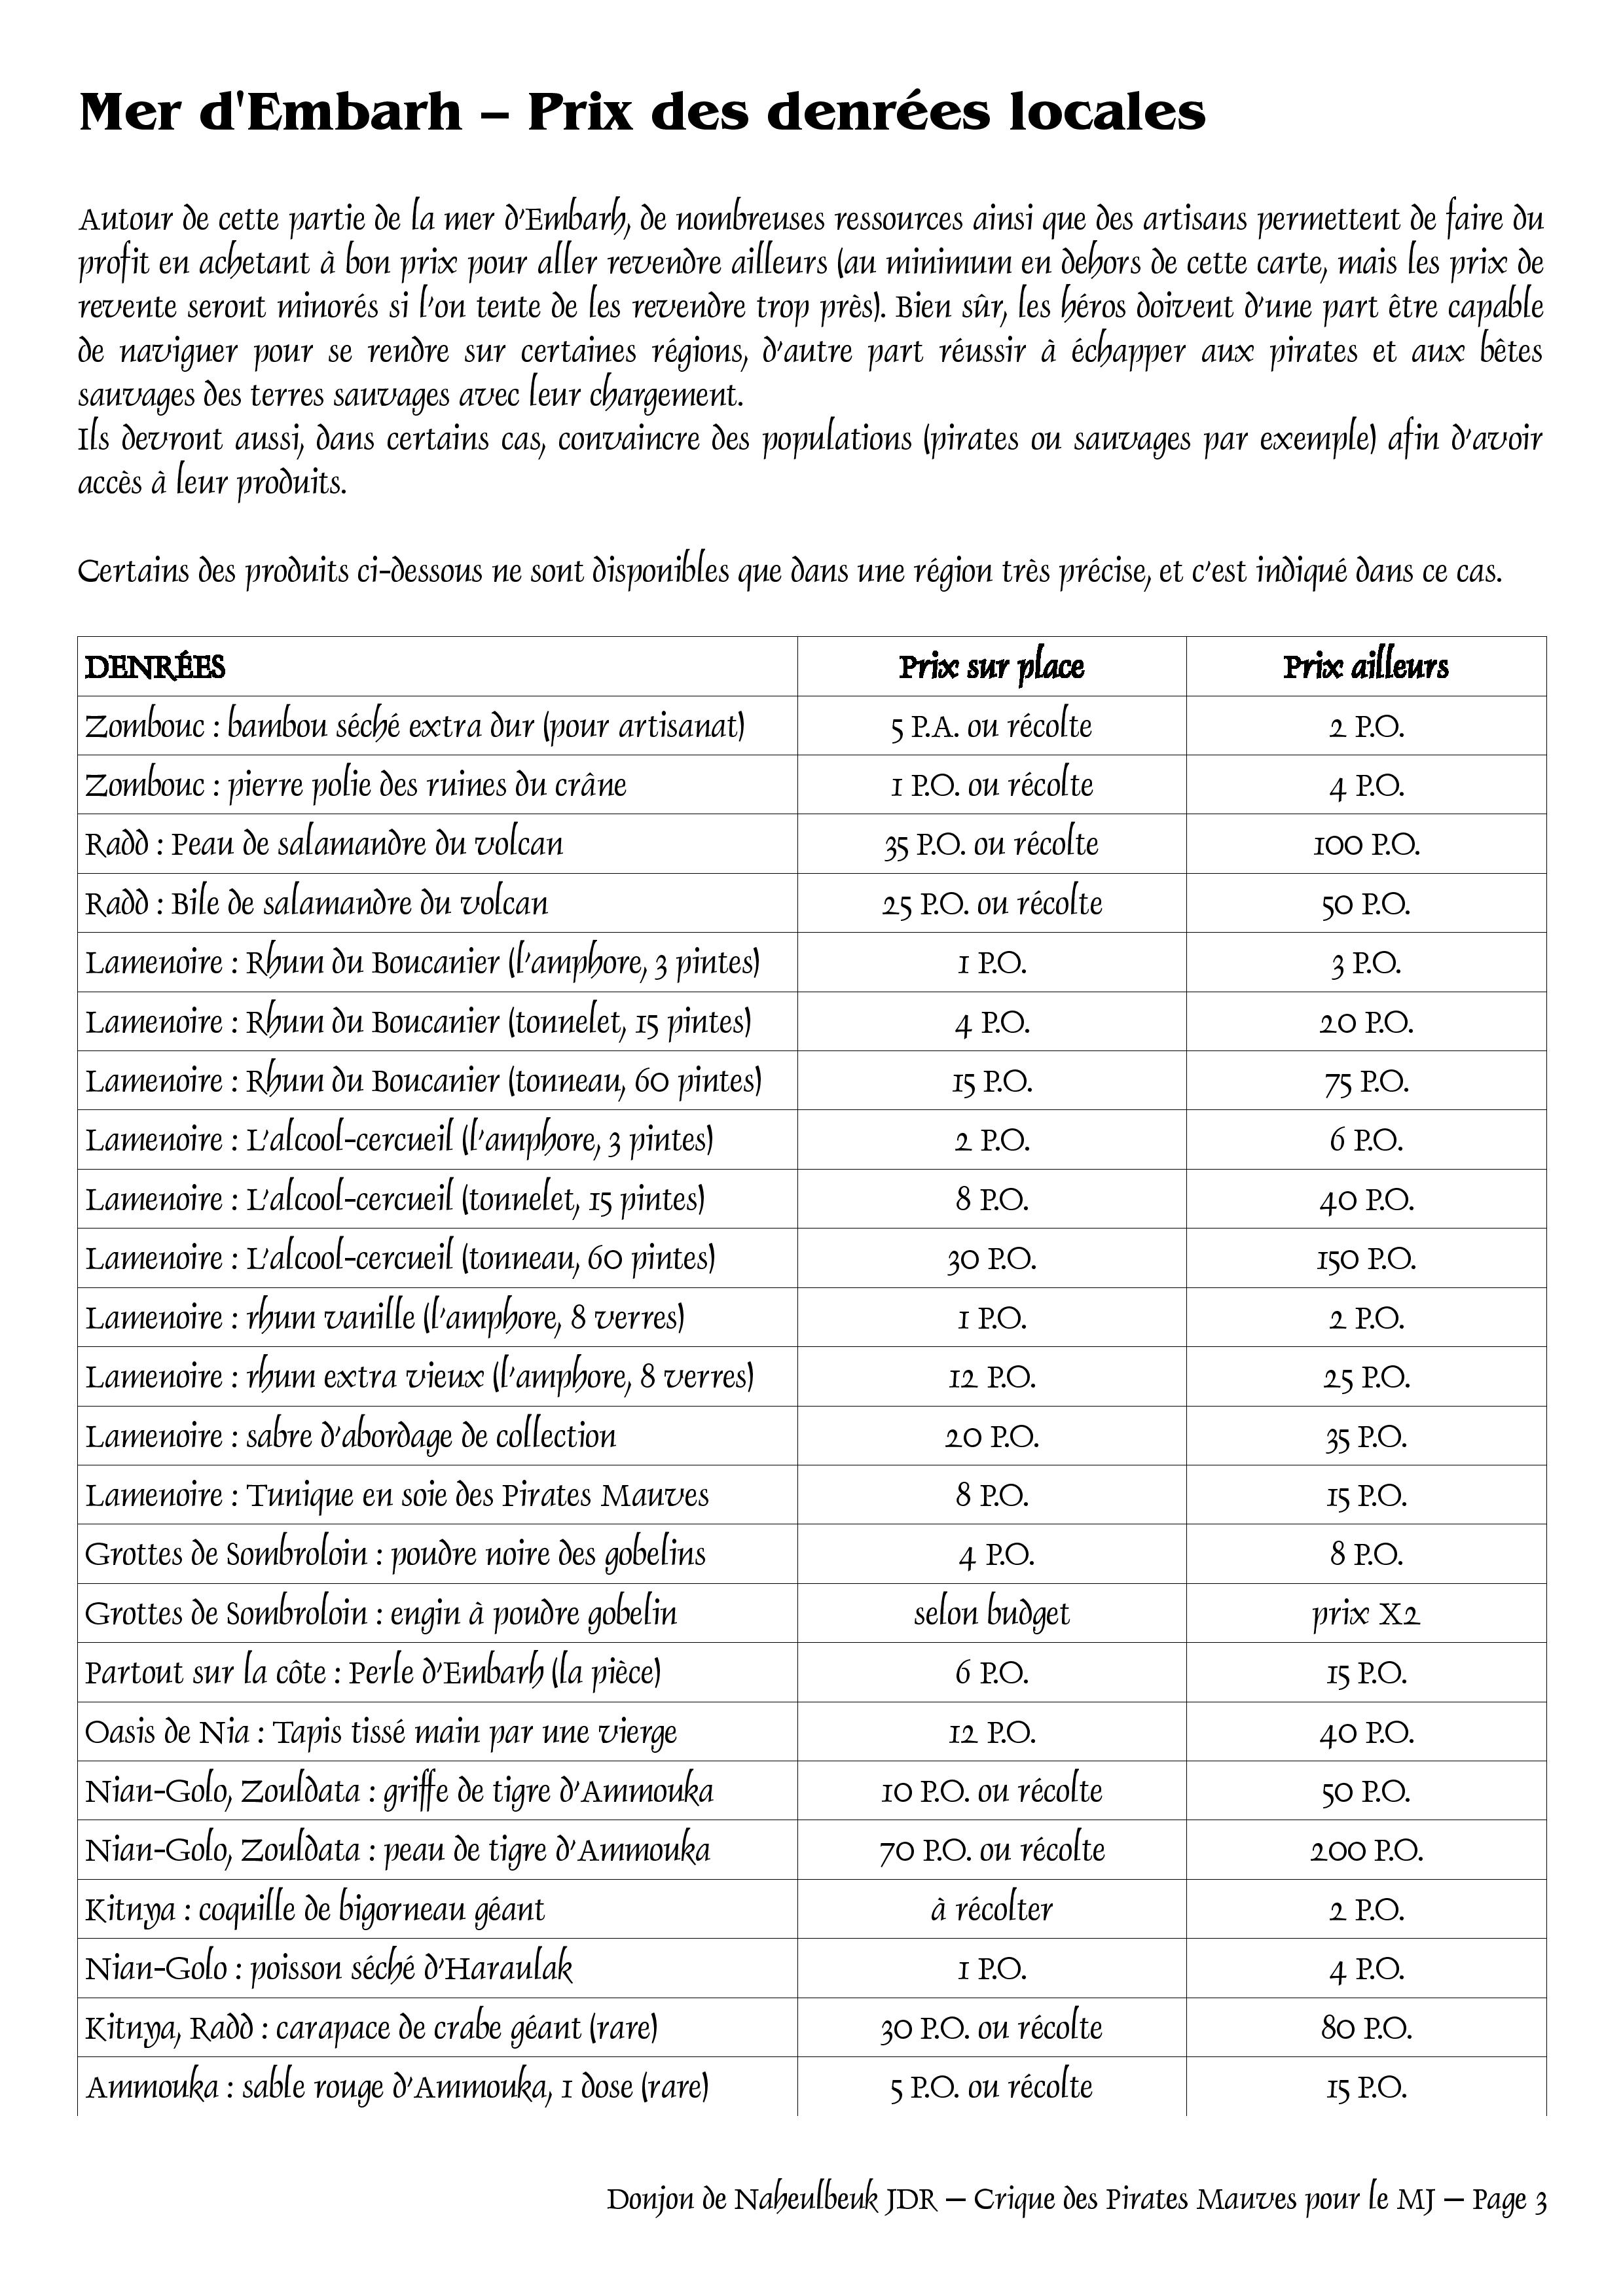 Mer d'Embarh – Prix des denrées locales
Autour de cette partie de la mer d'Embarh, de nombreuses ressources ainsi que des artisans permettent de faire du
profit en achetant à bon prix pour aller revendre ailleurs (au minimum en dehors de cette carte, mais les prix de
revente seront minorés si l'on tente de les revendre trop près). Bien sûr, les héros doivent d'une part être capable
de naviguer pour se rendre sur certaines régions, d'autre part réussir à échapper aux pirates et aux bêtes
sauvages des terres sauvages avec leur chargement.
Ils devront aussi, dans certains cas, convaincre des populations (pirates ou sauvages par exemple) afin d'avoir
accès à leur produits.
Certains des produits ci-dessous ne sont disponibles que dans une région très précise, et c'est indiqué dans ce cas.
DENRÉES Prix sur place Prix ailleurs
Zombouc : bambou séché extra dur (pour artisanat) 5 P.A. ou récolte 2 P.O.
Zombouc : pierre polie des ruines du crâne 1 P.O. ou récolte 4 P.O.
Radd : Peau de salamandre du volcan 35 P.O. ou récolte 100 P.O.
Radd : Bile de salamandre du volcan 25 P.O. ou récolte 50 P.O.
Lamenoire : Rhum du Boucanier (l'amphore, 3 pintes) 1 P.O. 3 P.O.
Lamenoire : Rhum du Boucanier (tonnelet, 15 pintes) 4 P.O. 20 P.O.
Lamenoire : Rhum du Boucanier (tonneau, 60 pintes) 15 P.O. 75 P.O.
Lamenoire : L'alcool-cercueil (l'amphore, 3 pintes) 2 P.O. 6 P.O.
Lamenoire : L'alcool-cercueil (tonnelet, 15 pintes) 8 P.O. 40 P.O.
Lamenoire : L'alcool-cercueil (tonneau, 60 pintes) 30 P.O. 150 P.O.
Lamenoire : rhum vanille (l'amphore, 8 verres) 1 P.O. 2 P.O.
Lamenoire : rhum extra vieux (l'amphore, 8 verres) 12 P.O. 25 P.O.
Lamenoire : sabre d'abordage de collection 20 P.O. 35 P.O.
Lamenoire : Tunique en soie des Pirates Mauves 8 P.O. 15 P.O.
Grottes de Sombroloin : poudre noire des gobelins 4 P.O. 8 P.O.
Grottes de Sombroloin : engin à poudre gobelin selon budget prix X2
Partout sur la côte : Perle d'Embarh (la pièce) 6 P.O. 15 P.O.
Oasis de Nia : Tapis tissé main par une vierge 12 P.O. 40 P.O.
Nian-Golo, Zouldata : griffe de tigre d'Ammouka 10 P.O. ou récolte 50 P.O.
Nian-Golo, Zouldata : peau de tigre d'Ammouka 70 P.O. ou récolte 200 P.O.
Kitnya : coquille de bigorneau géant à récolter 2 P.O.
Nian-Golo : poisson séché d'Haraulak 1 P.O. 4 P.O.
Kitnya, Radd : carapace de crabe géant (rare) 30 P.O. ou récolte 80 P.O.
Ammouka : sable rouge d'Ammouka, 1 dose (rare) 5 P.O. ou récolte 15 P.O.
Donjon de Naheulbeuk JDR – Crique des Pirates Mauves pour le MJ – Page 3